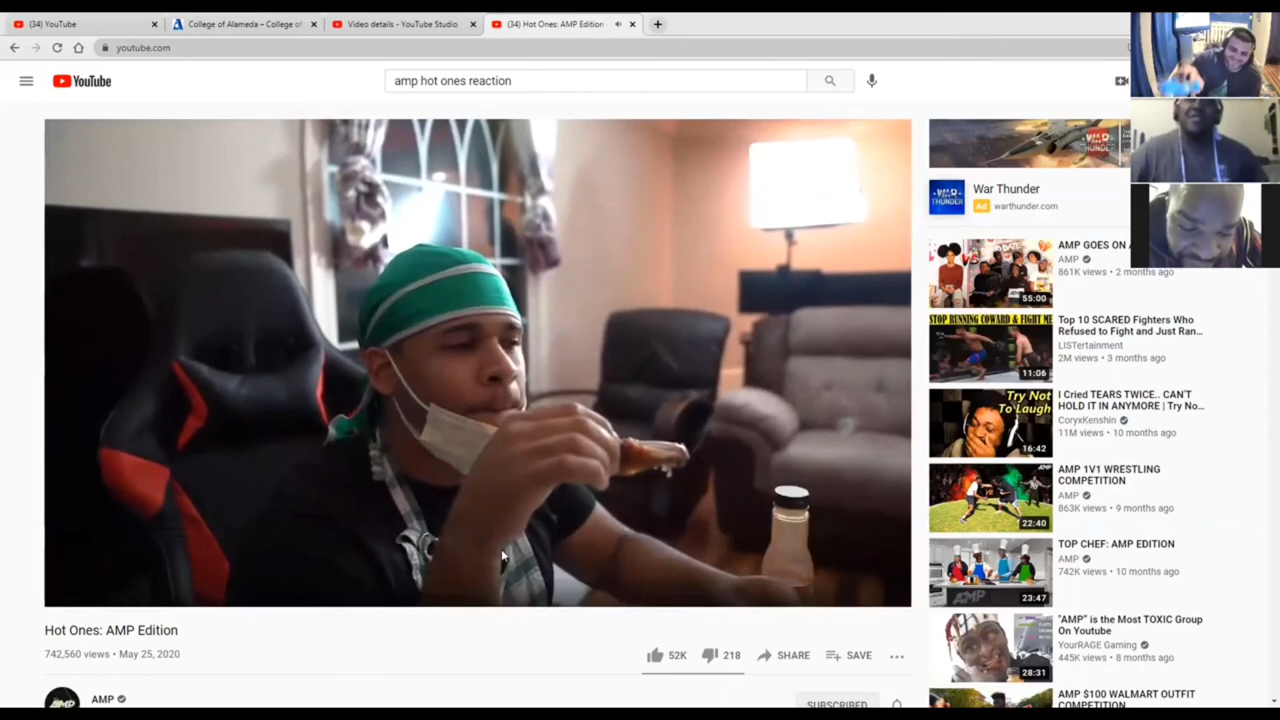 (34) YouTube
College of Alameda – College of
Video details - YouTube Studio
(34) Hot Ones: AMP Edition
youtube.com
YouTube
amp hot ones reaction
WAR THUNDER
War Thunder
Ad warthunder.com
AMP GOES ON A
AMP
861K views • 2 months ago
55:00
STOP RUNNING COWARD & FIGHT ME
Top 10 SCARED Fighters Who
Refused to Fight and Just Ran...
LISTertainment
2M views • 3 months ago
11:06
Try Not
To Laugh
I Cried TEARS TWICE.. CAN'T
HOLD IT IN ANYMORE | Try No...
CoryxKenshin
11M views • 10 months ago
16:42
AMP 1V1 WRESTLING
COMPETITION
AMP
863K views • 9 months ago
22:40
TOP CHEF: AMP EDITION
AMP
742K views • 10 months ago
AMP
23:47
"AMP" is the Most TOXIC Group
On Youtube
YourRAGE Gaming
445K views • 8 months ago
28:31
AMP $100 WALMART OUTFIT
COMPETITION
Hot Ones: AMP Edition
742,560 views • May 25, 2020
52K
218
SHARE
SAVE
AMP
AMP
SUBSCRIBED